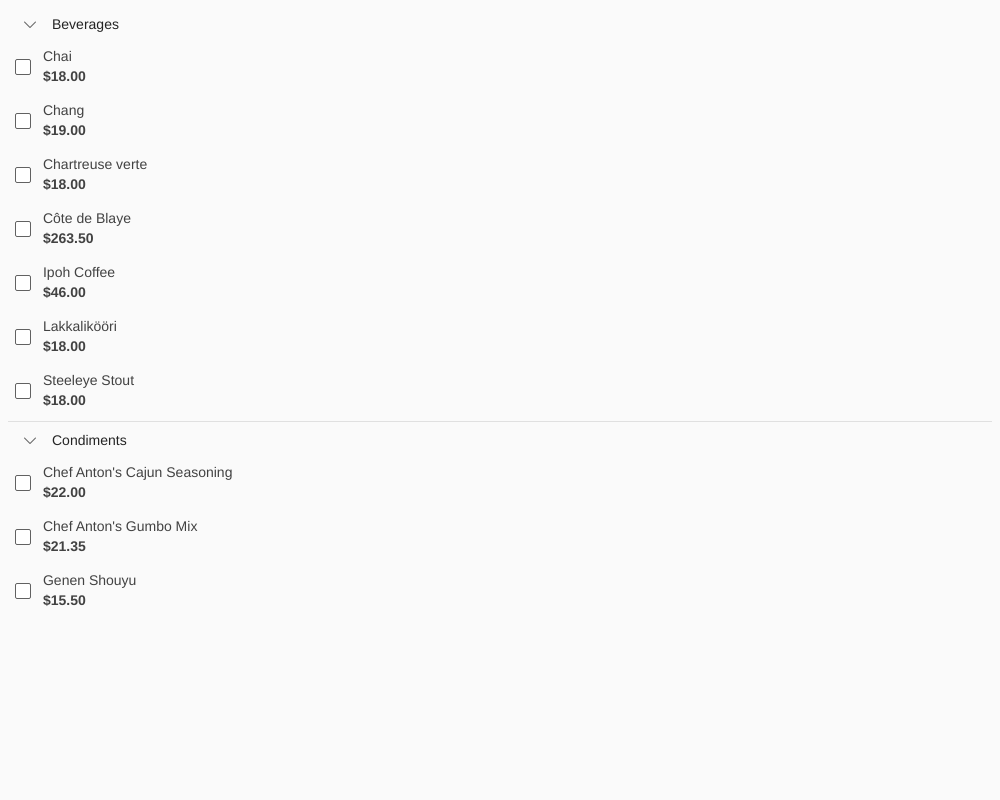 Beverages
Chai
$18.00
Chang
$19.00
Chartreuse verte
$18.00
Côte de Blaye
$263.50
Ipoh Coffee
$46.00
Lakkalikööri
$18.00
Steeleye Stout
$18.00
Condiments
Chef Anton's Cajun Seasoning
$22.00
Chef Anton's Gumbo Mix
$21.35
Genen Shouyu
$15.50